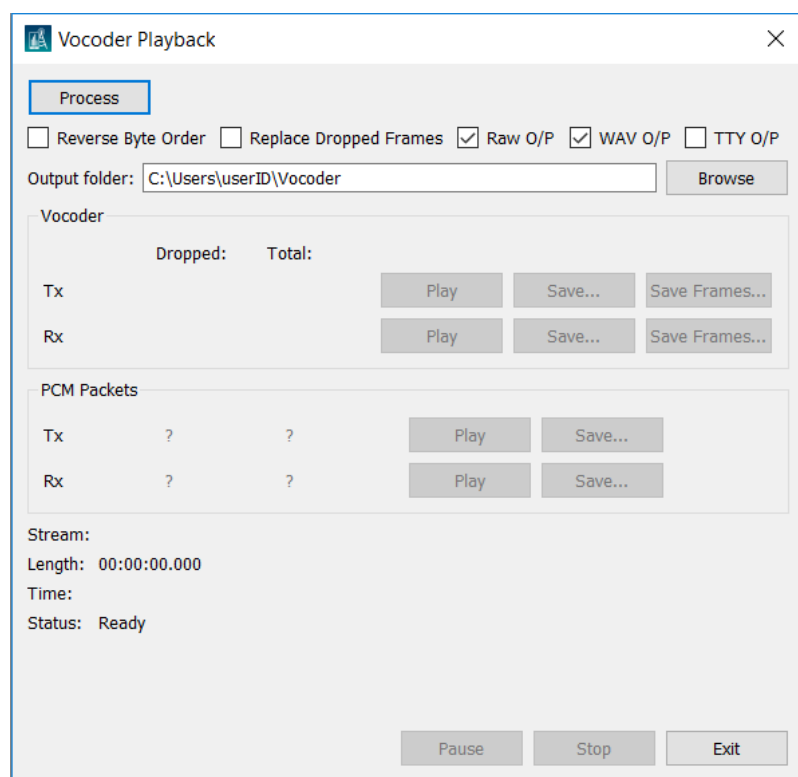 Vocoder Playback
Process
Reverse Byte Order Replace Dropped Frames Raw O/P WAV O/P TTY O/P
Output folder: C:\Users\userID\Vocoder Browse
Vocoder
Dropped: Total:
Tx Play Save... Save Frames...
Rx Play Save... Save Frames...
PCM Packets
Tx ? ? Play Save...
Rx ? ? Play Save...
Stream:
Length: 00:00:00.000
Time:
Status: Ready
Pause Stop Exit